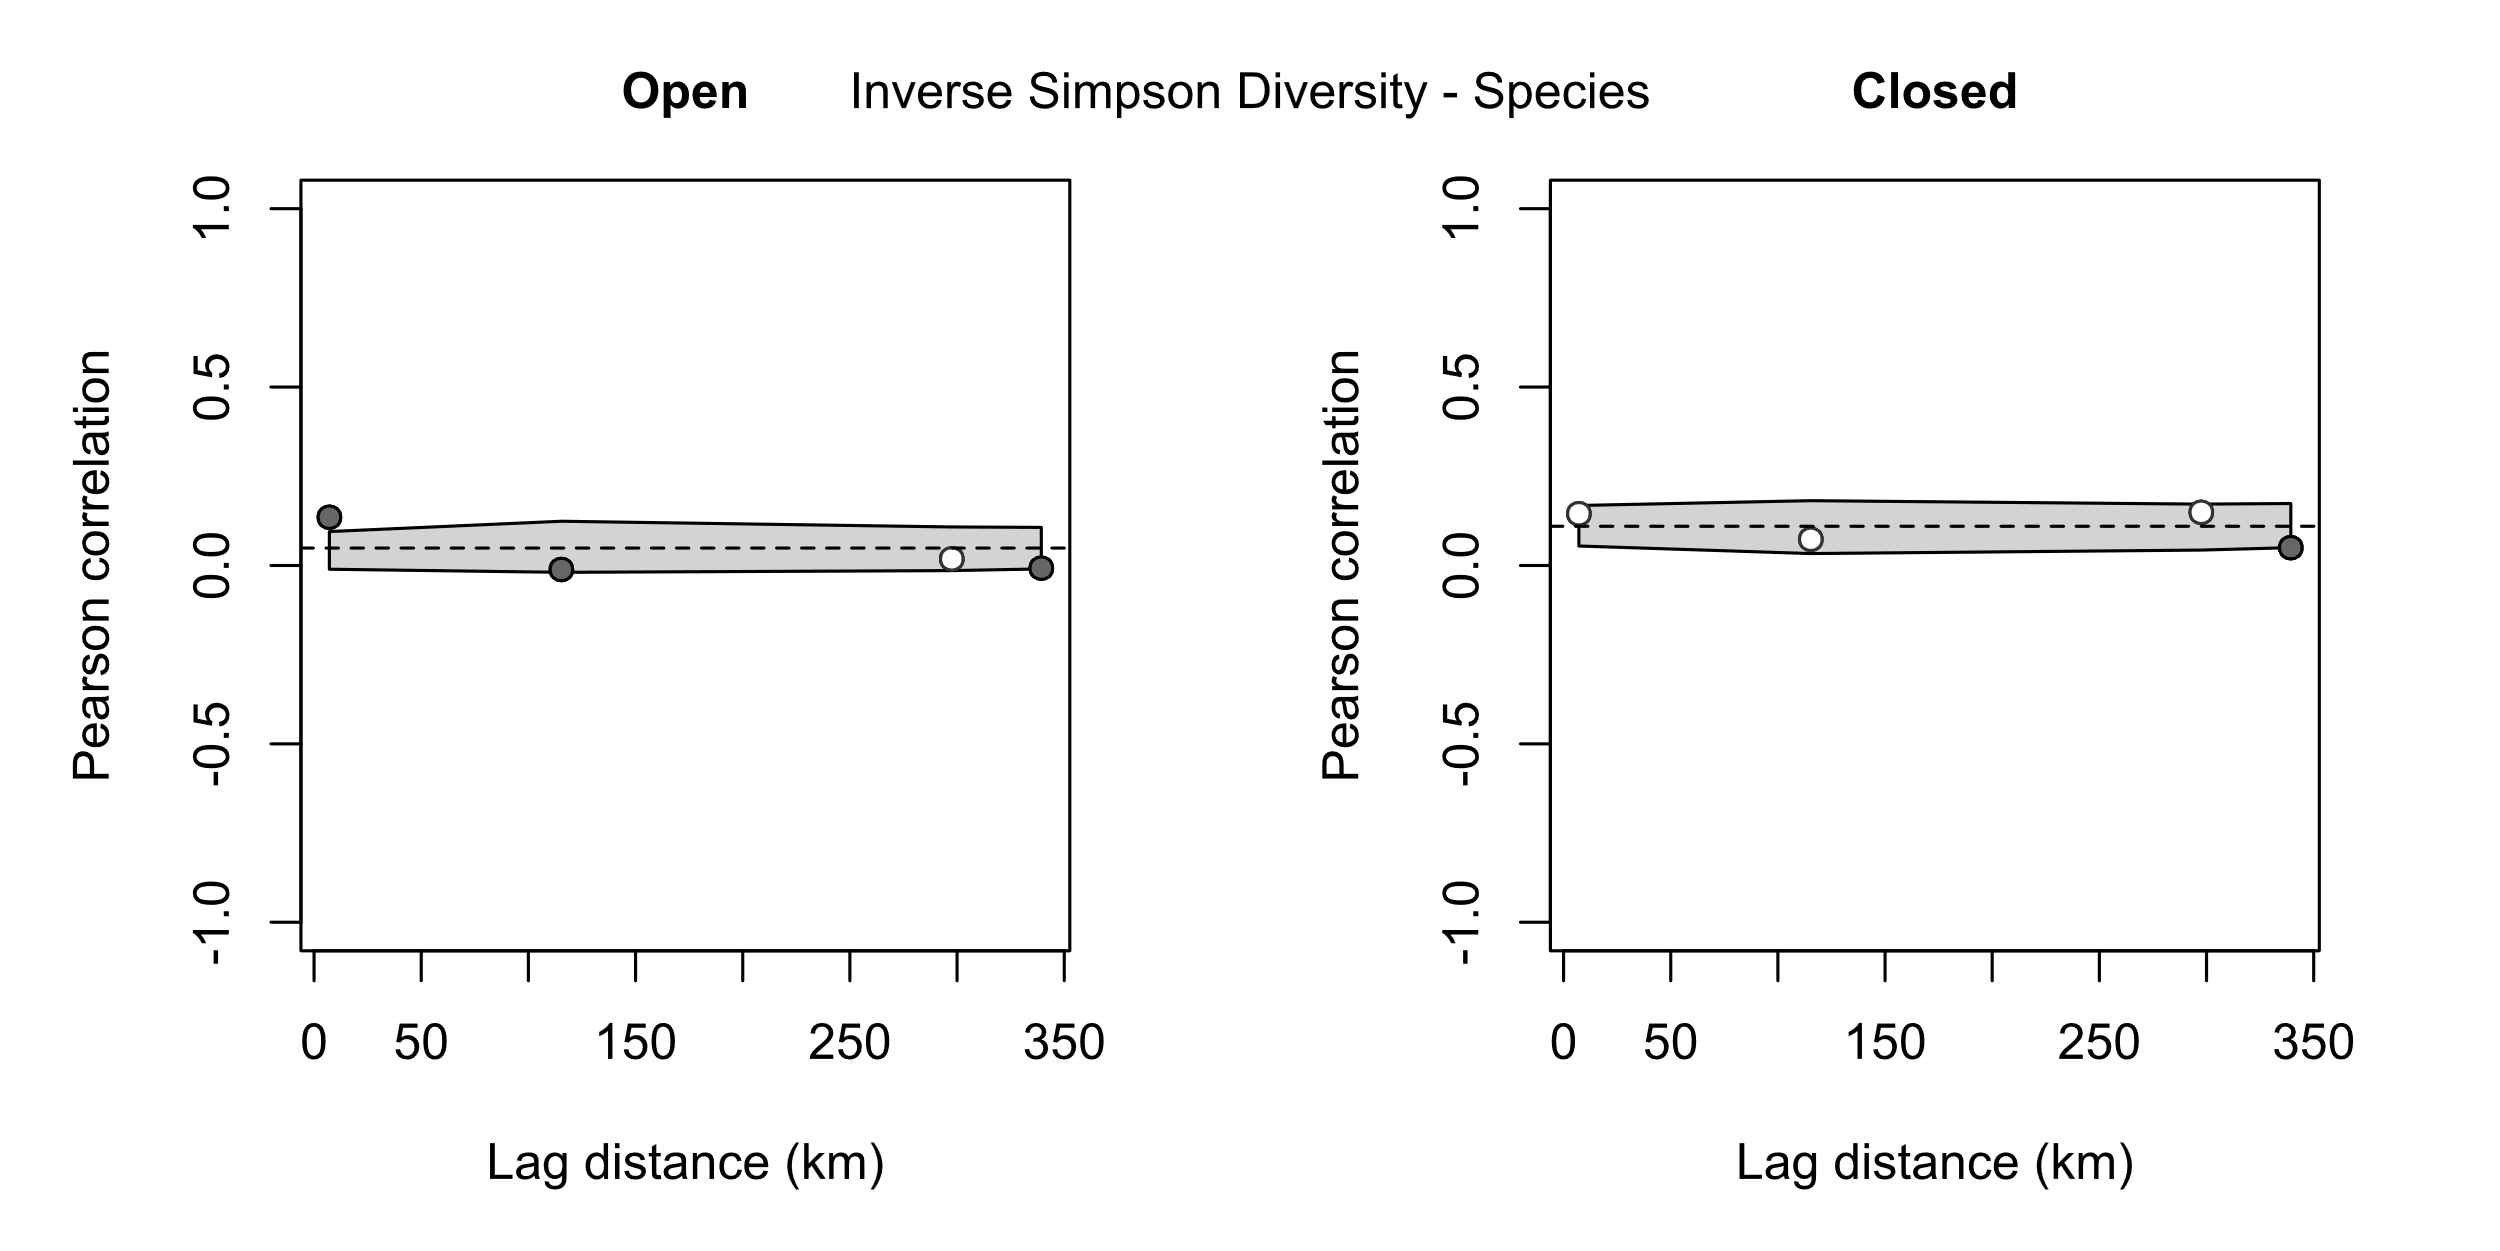 Open Inverse Simpson Diversity - Species Closed
Pearson correlation
1.0
0.5
0.0
-0.5
-1.0
0 50 150 250 350
Lag distance (km)
Pearson correlation
1.0
0.5
0.0
-0.5
-1.0
0 50 150 250 350
Lag distance (km)